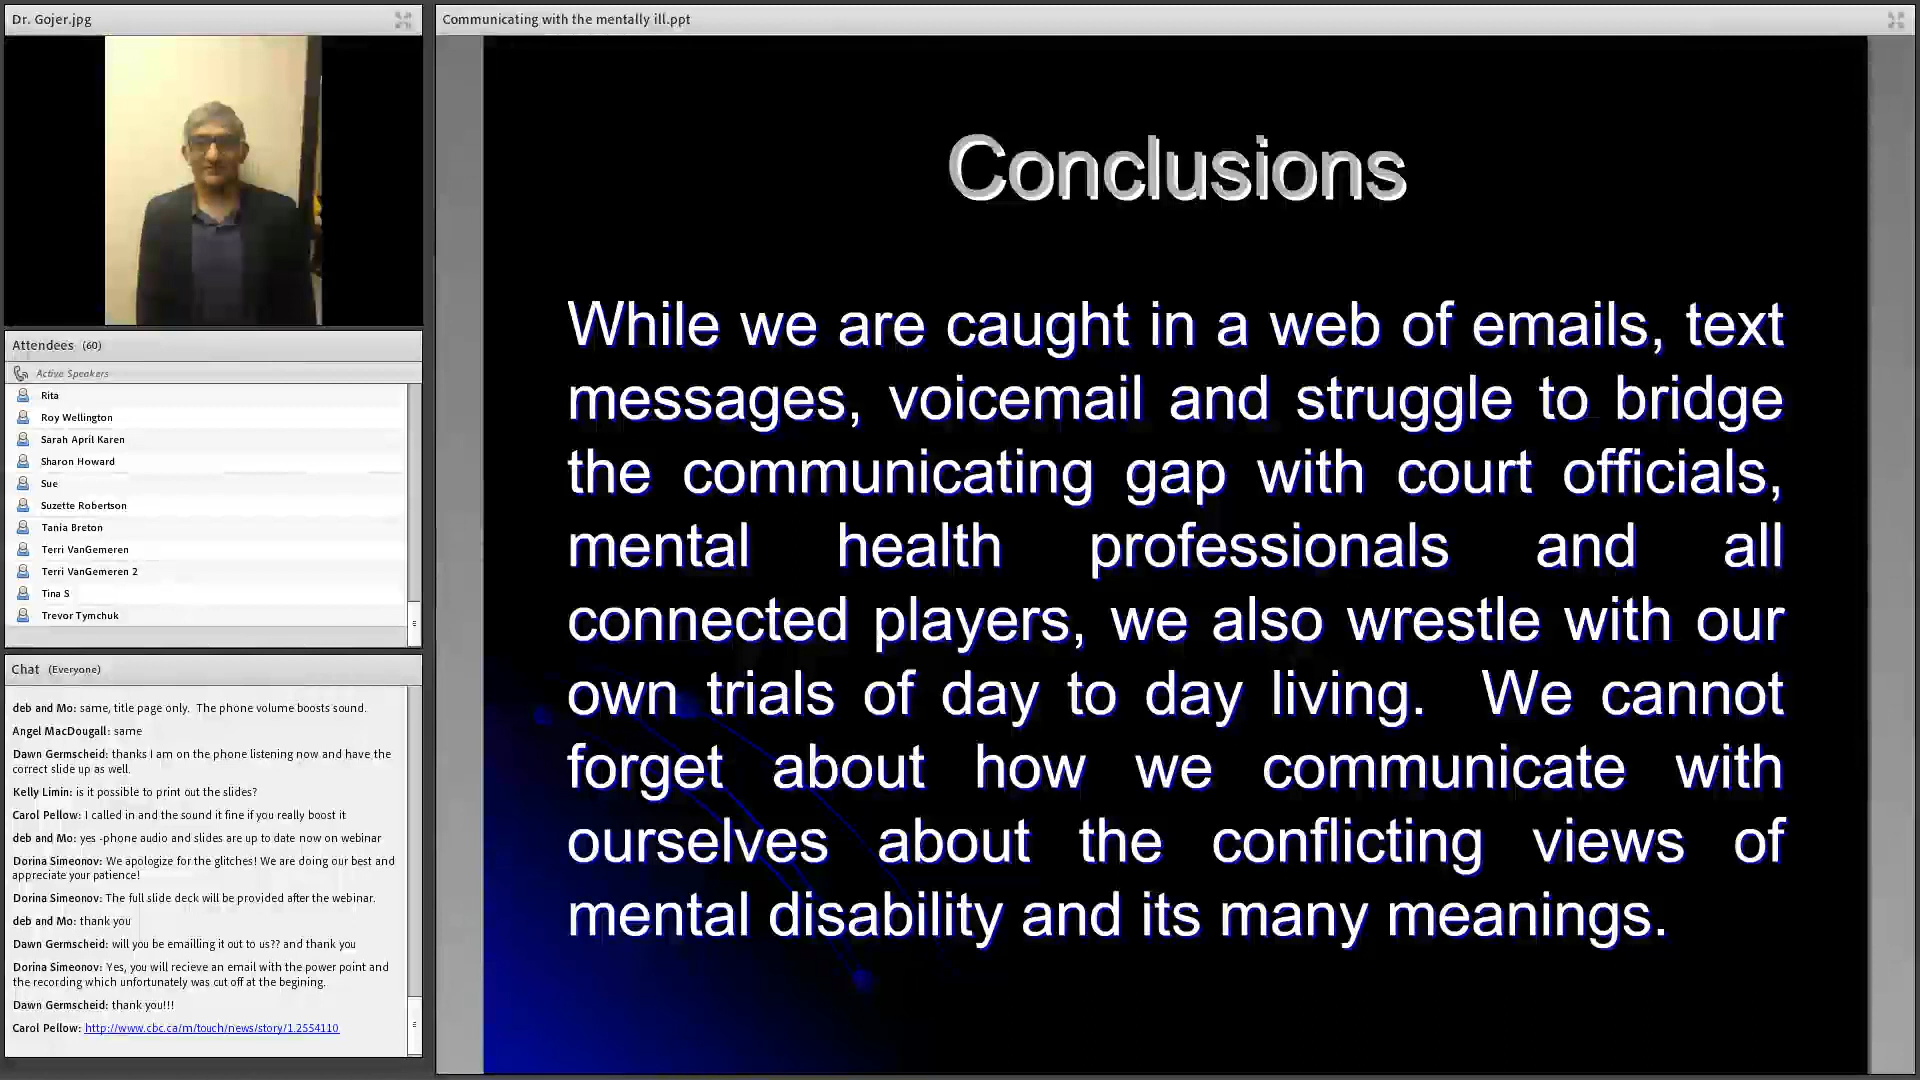 Dr. Gojer.jpg
Attendees (60)
Active Speakers
Rita
Roy Wellington
Sarah April Karen
Sharon Howard
Sue
Suzette Robertson
Tania Breton
Terri VanGemeren
Terri VanGemeren 2
Tina S
Trevor Tymchuk
Chat (Everyone)
deb and Mo: same, title page only. The phone volume boosts sound.
Angel MacDougall: same
Dawn Germscheid: thanks I am on the phone listening now and have the
correct slide up as well.
Kelly Limin: is it possible to print out the slides?
Carol Pellow: I called in and the sound it fine if you really boost it
deb and Mo: yes -phone audio and slides are up to date now on webinar
Dorina Simeonov: We apologize for the glitches! We are doing our best and
appreciate your patience!
Dorina Simeonov: The full slide deck will be provided after the webinar.
deb and Mo: thank you
Dawn Germscheid: will you be emailling it out to us?? and thank you
Dorina Simeonov: Yes, you will recieve an email with the power point and
the recording which unfortunately was cut off at the begining.
Dawn Germscheid: thank you!!!
Carol Pellow: http://www.cbc.ca/m/touch/news/story/1.2554110
Communicating with the mentally ill.ppt
Conclusions
While we are caught in a web of emails, text
messages, voicemail and struggle to bridge
the communicating gap with court officials,
mental health professionals and all
connected players, we also wrestle with our
own trials of day to day living. We cannot
forget about how we communicate with
ourselves about the conflicting views of
mental disability and its many meanings.